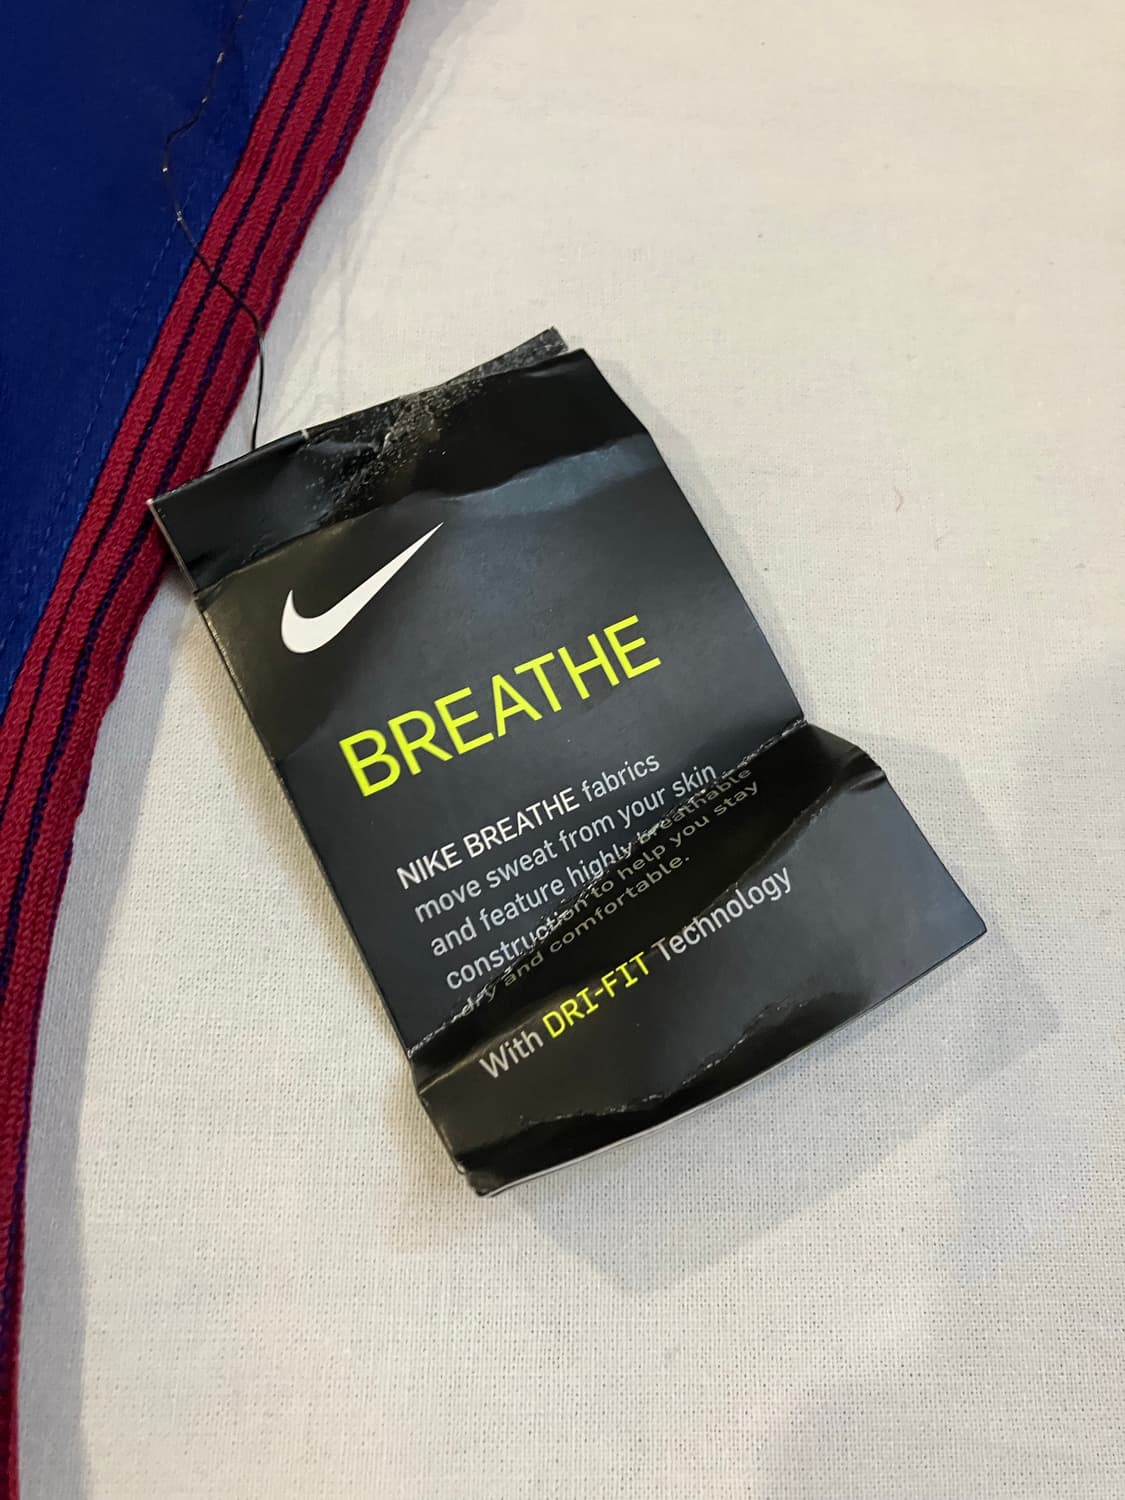 BREATHE
NIKE BREATHE fabrics
move sweat from your skin
and feature highly breathable
construction to help you stay
dry and comfortable.
With DRI-FIT Technology